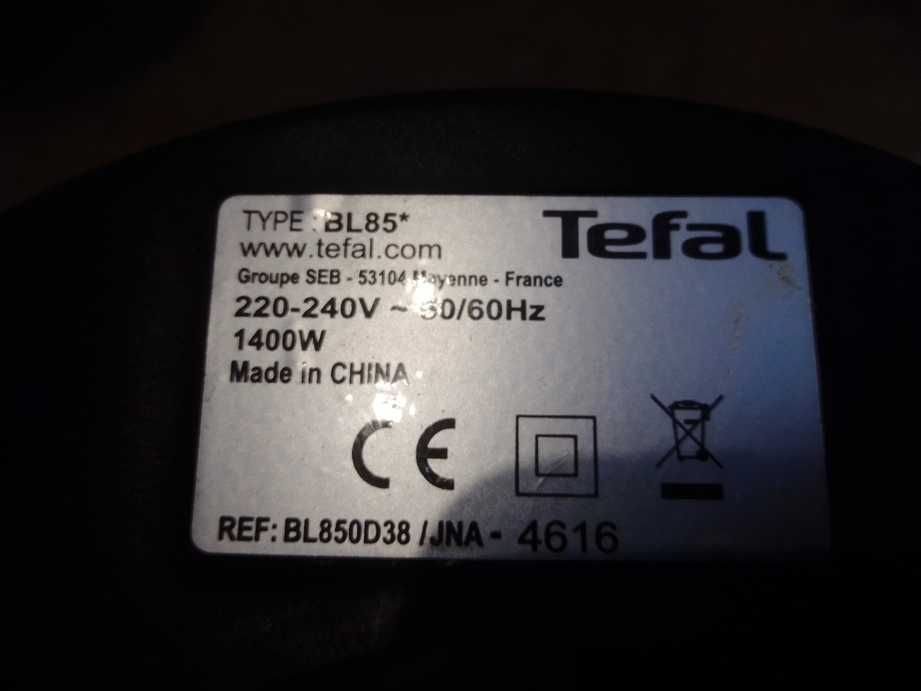 TYPE : BL85*
Tefal
www.tefal.com
Groupe SEB - 53104 Mayenne - France
220-240V ~ 50/60Hz
1400W
Made in CHINA
CE
REF: BL850D38 /JNA - 4616